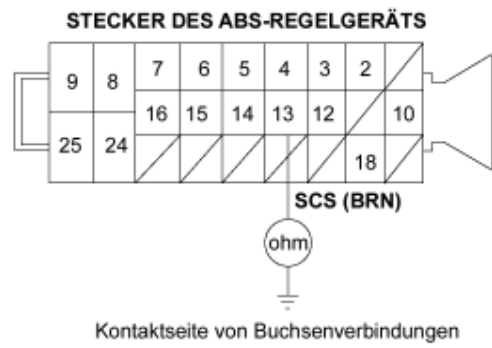 STECKER DES ABS-REGELGERÄTS
9 8 7 6 5 4 3 2
16 15 14 13 12 10
25 24 18
SCS (BRN)
ohm
Kontaktseite von Buchsenverbindungen